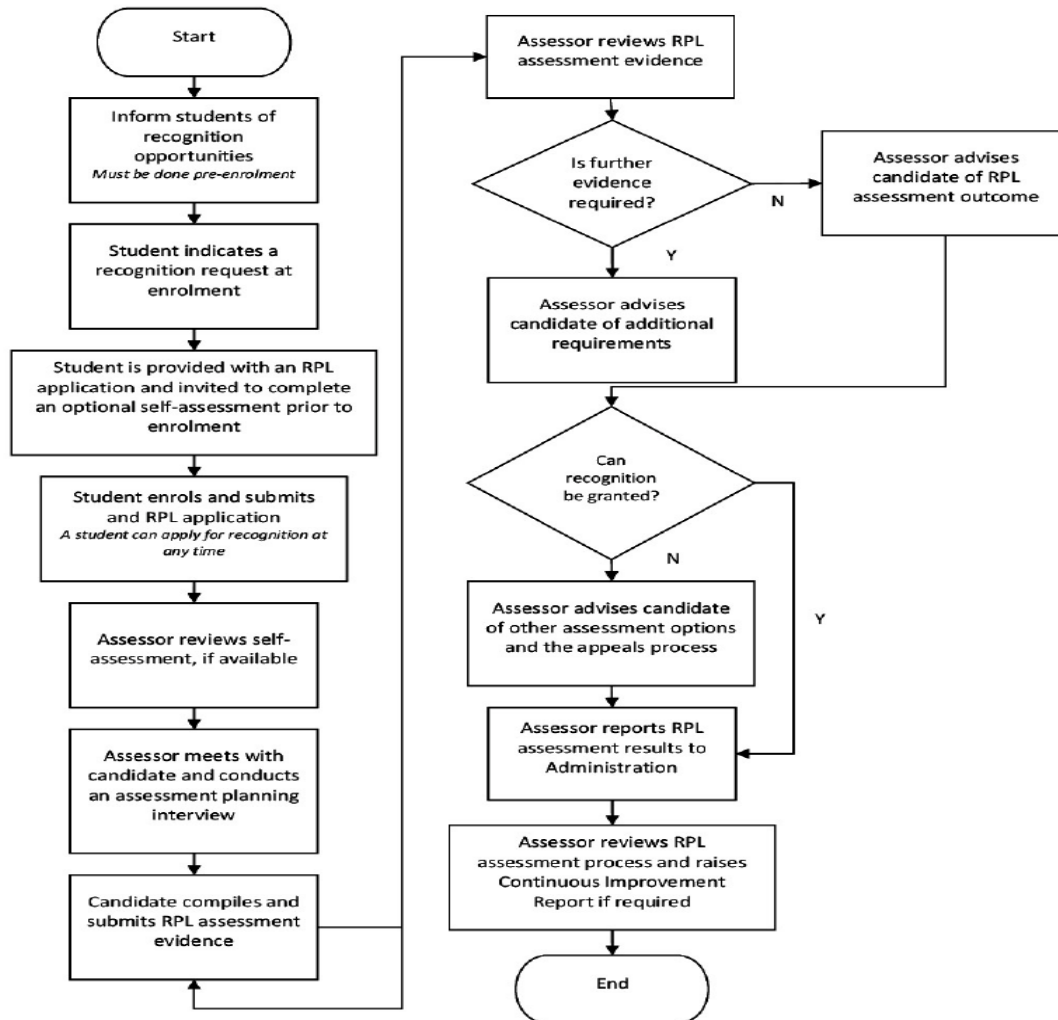 Start
Inform students of
recognition
opportunities
Must be done pre-enrolment
Student indicates a
recognition request at
enrolment
Student is provided with an RPL
application and invited to complete
an optional self-assessment prior to
enrolment
Student enrols and submits
and RPL application
A student can apply for recognition at
any time
Assessor reviews self-
assessment, if available
Assessor meets with
candidate and conducts
an assessment planning
interview
Candidate compiles and
submits RPL assessment
evidence
Assessor reviews RPL
assessment evidence
Is further
evidence
required?
N
Assessor advises
candidate of RPL
assessment outcome
Y
Assessor advises
candidate of additional
requirements
Can
recognition
be granted?
N
Y
Assessor advises candidate
of other assessment options
and the appeals process
Assessor reports RPL
assessment results to
Administration
Assessor reviews RPL
assessment process and raises
Continuous Improvement
Report if required
End